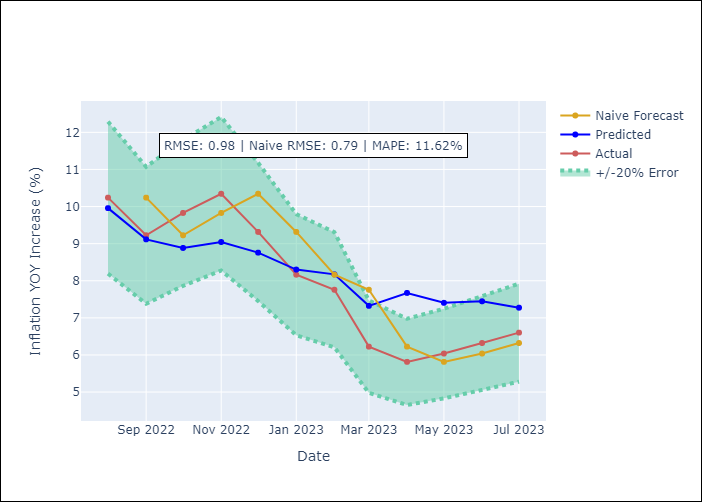 RMSE: 0.98 | Naive RMSE: 0.79 | MAPE: 11.62%
Naive Forecast
Predicted
Actual
+/-20% Error
Inflation YOY Increase (%)
12
11
10
9
8
7
6
5
Sep 2022
Nov 2022
Jan 2023
Mar 2023
May 2023
Jul 2023
Date